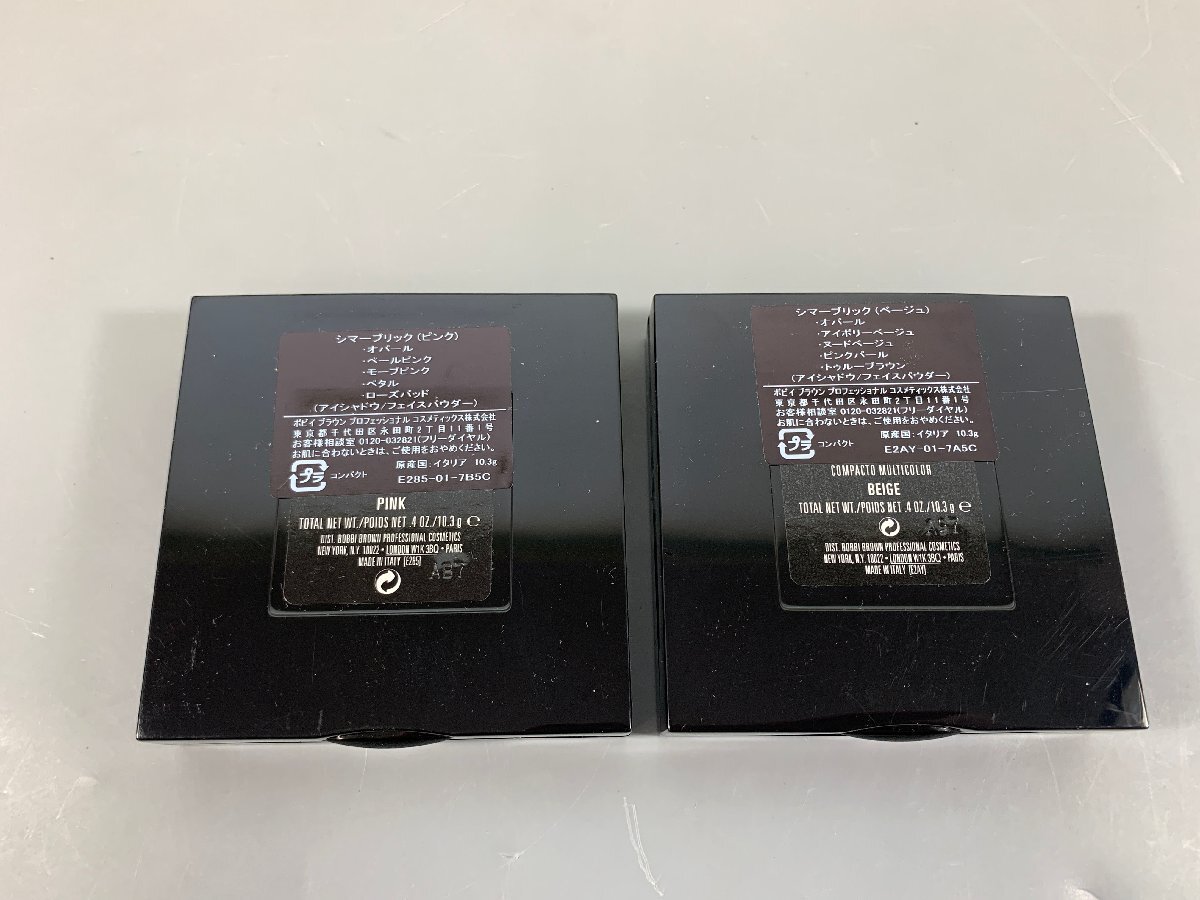 シマーブリック(ピンク)
・オパール
・ペールピンク
・モーブピンク
・ペタル
・ローズバッド
(アイシャドウ/フェイスパウダー)
ボビイ ブラウン プロフェッショナル コスメティックス株式会社
東京都千代田区永田町2丁目11番1号
お客様相談室 0120-032821(フリーダイヤル)
お肌に合わないときは、ご使用をおやめください。
プラ コンパクト 原産国:イタリア 10.3g
E285-01-7B5C
PINK
TOTAL NET WT./POIDS NET .4 OZ./10.3 g ℮
DIST. BOBBI BROWN PROFESSIONAL COSMETICS
NEW YORK, N.Y. 10022 • LONDON W1K 3BQ • PARIS
MADE IN ITALY [E285]
AB7
シマーブリック(ベージュ)
・オパール
・アイボリーベージュ
・ヌードベージュ
・ピンクパール
・トゥルーブラウン
(アイシャドウ/フェイスパウダー)
ボビイ ブラウン プロフェッショナル コスメティックス株式会社
東京都千代田区永田町2丁目11番1号
お客様相談室 0120-032821(フリーダイヤル)
お肌に合わないときは、ご使用をおやめください。
プラ コンパクト 原産国:イタリア 10.3g
E2AY-01-7A5C
COMPACTO MULTICOLOR
BEIGE
TOTAL NET WT./POIDS NET .4 OZ./10.3 g ℮
AB7
DIST. BOBBI BROWN PROFESSIONAL COSMETICS
NEW YORK, N.Y. 10022 • LONDON W1K 3BQ • PARIS
MADE IN ITALY [E2AY]